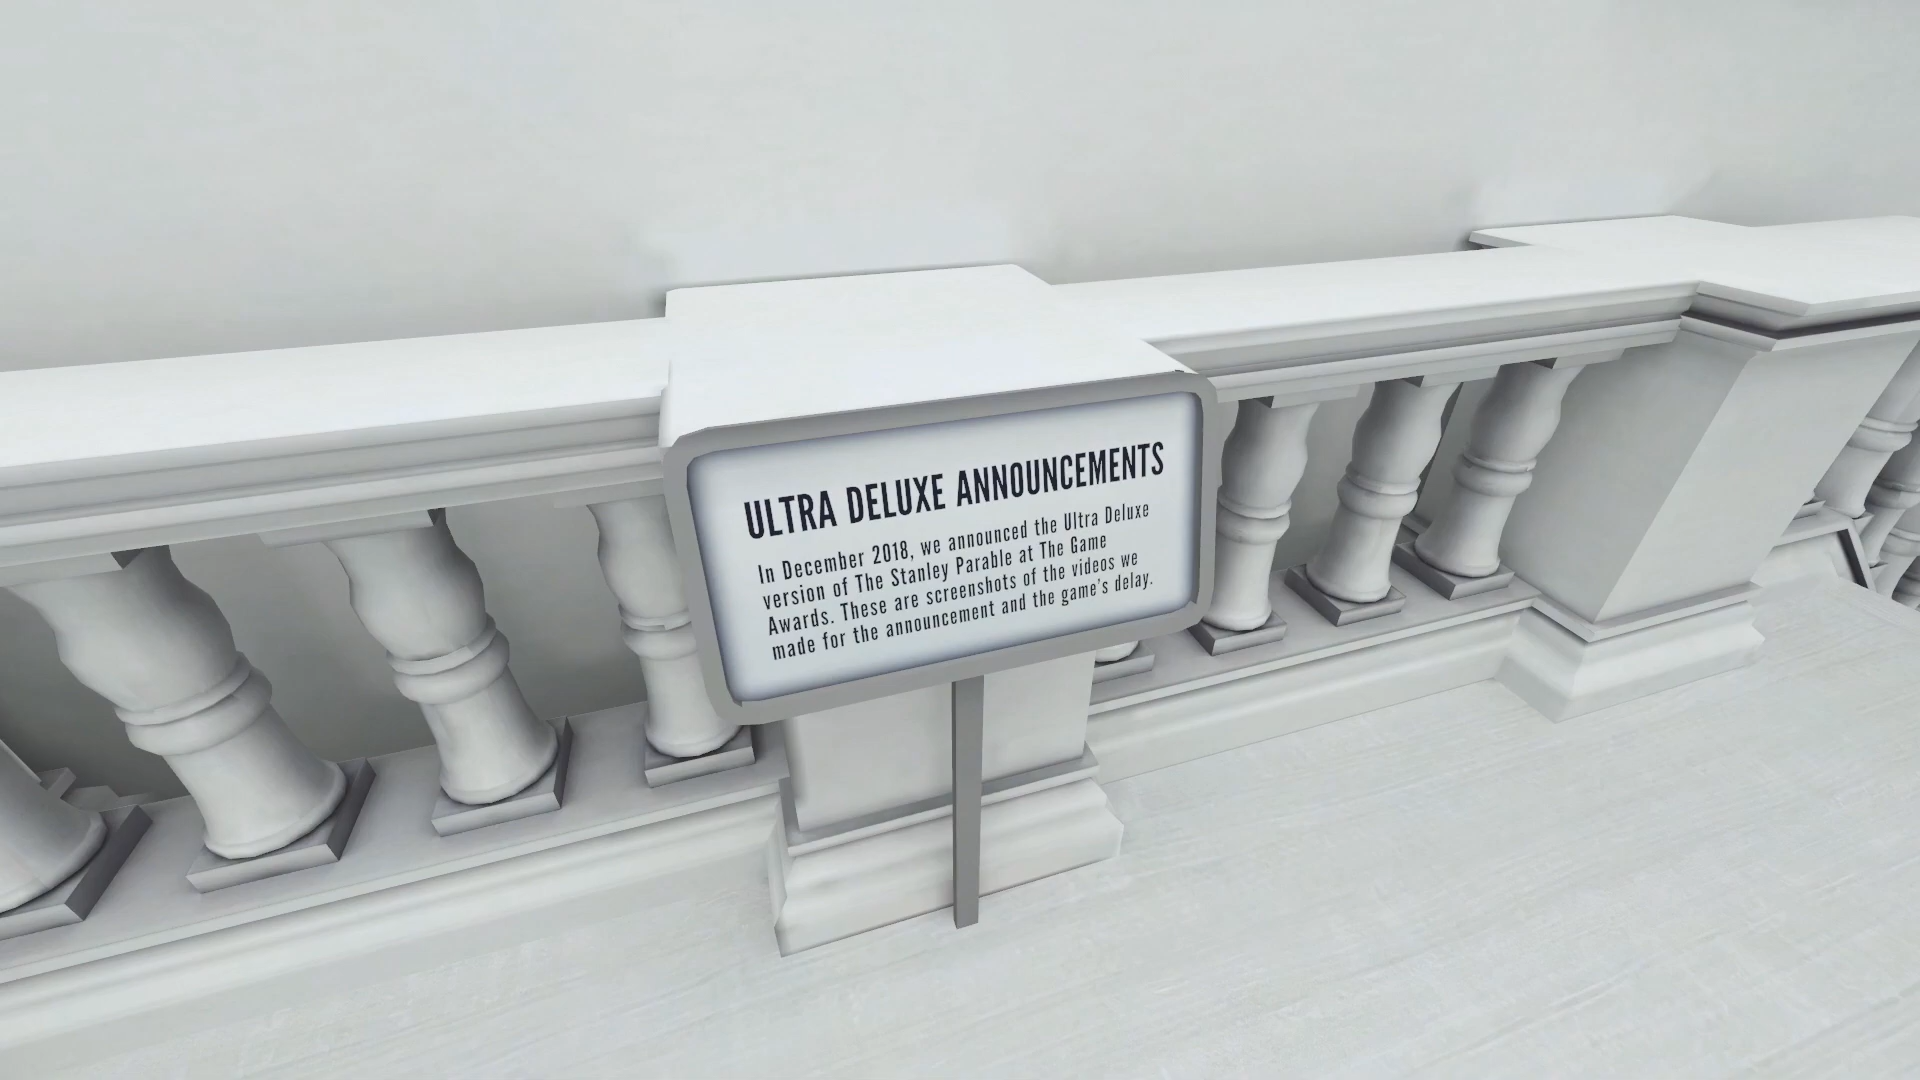 ULTRA DELUXE ANNOUNCEMENTS
In December 2018, we announced the Ultra Deluxe
version of The Stanley Parable at The Game
Awards. These are screenshots of the videos we
made for the announcement and the game's delay.